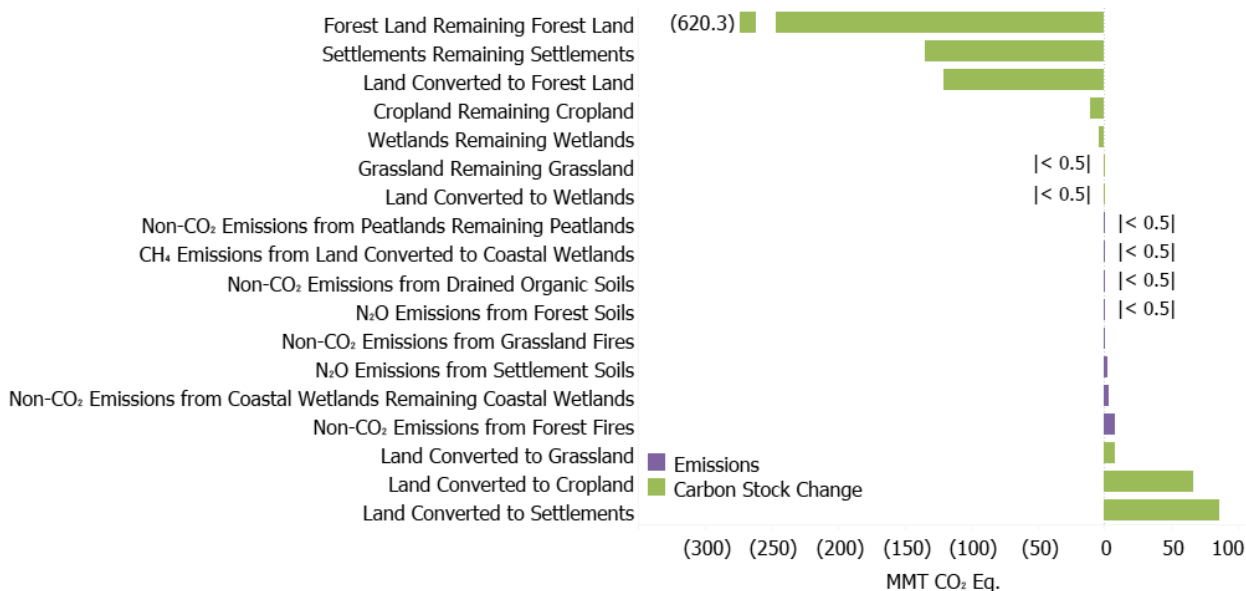 Forest Land Remaining Forest Land (620.3)
Settlements Remaining Settlements
Land Converted to Forest Land
Cropland Remaining Cropland
Wetlands Remaining Wetlands
Grassland Remaining Grassland |< 0.5|
Land Converted to Wetlands |< 0.5|
Non-CO₂ Emissions from Peatlands Remaining Peatlands |< 0.5|
CH₄ Emissions from Land Converted to Coastal Wetlands |< 0.5|
Non-CO₂ Emissions from Drained Organic Soils |< 0.5|
N₂O Emissions from Forest Soils |< 0.5|
Non-CO₂ Emissions from Grassland Fires
N₂O Emissions from Settlement Soils
Non-CO₂ Emissions from Coastal Wetlands Remaining Coastal Wetlands
Non-CO₂ Emissions from Forest Fires
Land Converted to Grassland
Land Converted to Cropland
Land Converted to Settlements
Emissions
Carbon Stock Change
(300) (250) (200) (150) (100) (50) 0 50 100
MMT CO₂ Eq.